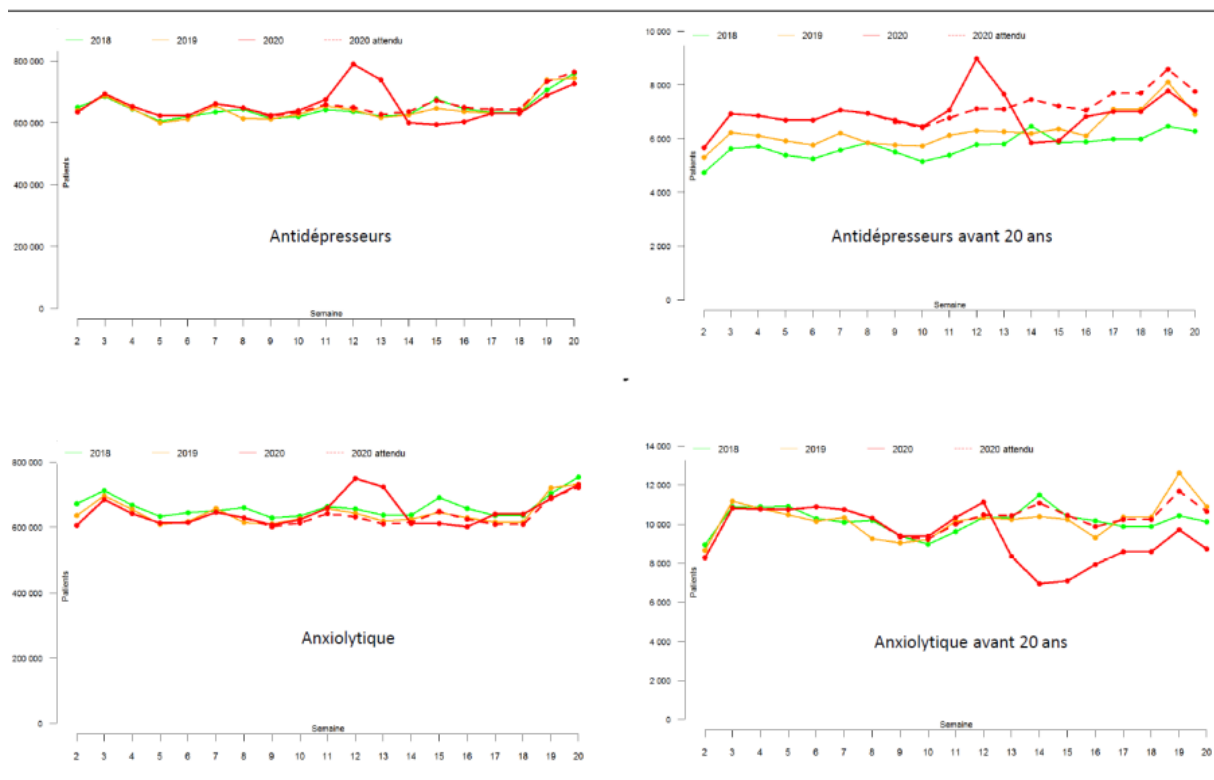 2018 2019 2020 2020 attendu
800 000
600 000
400 000
200 000
0
Patients
Antidépresseurs
Semaine
2 3 4 5 6 7 8 9 10 11 12 13 14 15 16 17 18 19 20
2018 2019 2020 2020 attendu
10 000
8 000
6 000
4 000
2 000
0
Patients
Antidépresseurs avant 20 ans
Semaine
2 3 4 5 6 7 8 9 10 11 12 13 14 15 16 17 18 19 20
2018 2019 2020 2020 attendu
800 000
600 000
400 000
200 000
0
Patients
Anxiolytique
Semaine
2 3 4 5 6 7 8 9 10 11 12 13 14 15 16 17 18 19 20
2018 2019 2020 2020 attendu
14 000
12 000
10 000
8 000
6 000
4 000
2 000
0
Patients
Anxiolytique avant 20 ans
Semaine
2 3 4 5 6 7 8 9 10 11 12 13 14 15 16 17 18 19 20